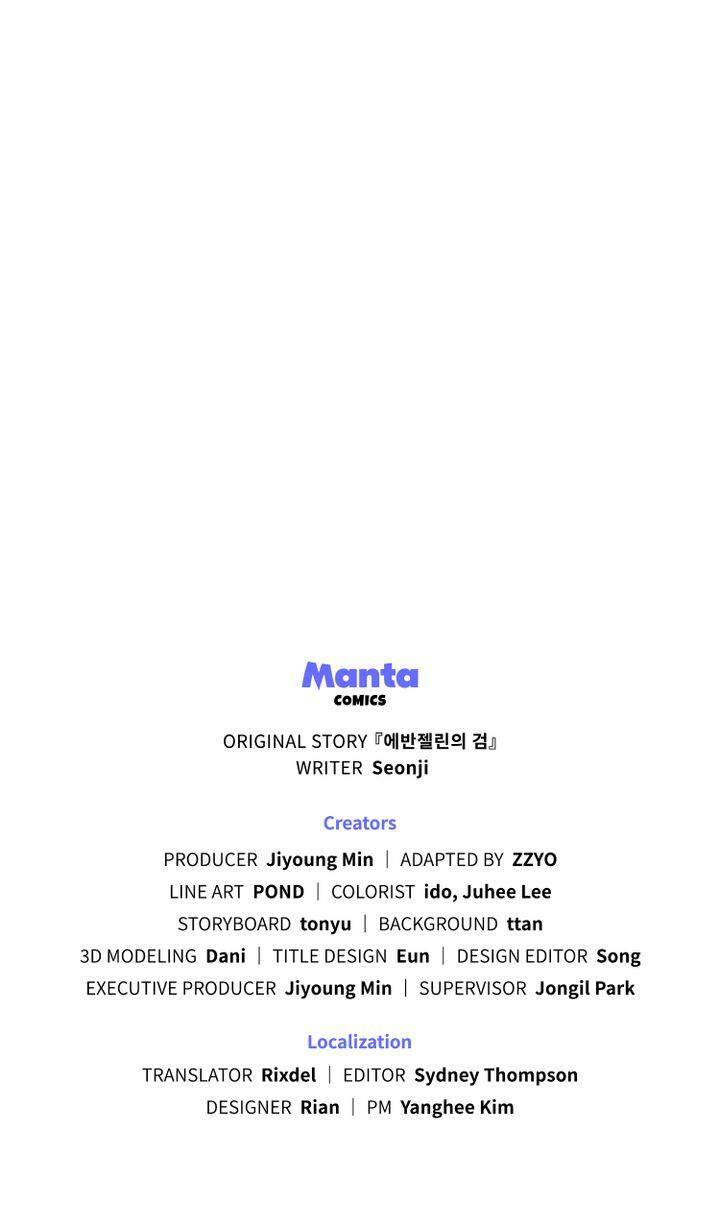 Manta
COMICS
ORIGINAL STORY『에반젤린의 검』
WRITER Seonji
Creators
PRODUCER Jiyoung Min | ADAPTED BY ZZYO
LINE ART POND | COLORIST ido, Juhee Lee
STORYBOARD tonyu | BACKGROUND ttan
3D MODELING Dani | TITLE DESIGN Eun | DESIGN EDITOR Song
EXECUTIVE PRODUCER Jiyoung Min | SUPERVISOR Jongil Park
Localization
TRANSLATOR Rixdel | EDITOR Sydney Thompson
DESIGNER Rian | PM Yanghee Kim